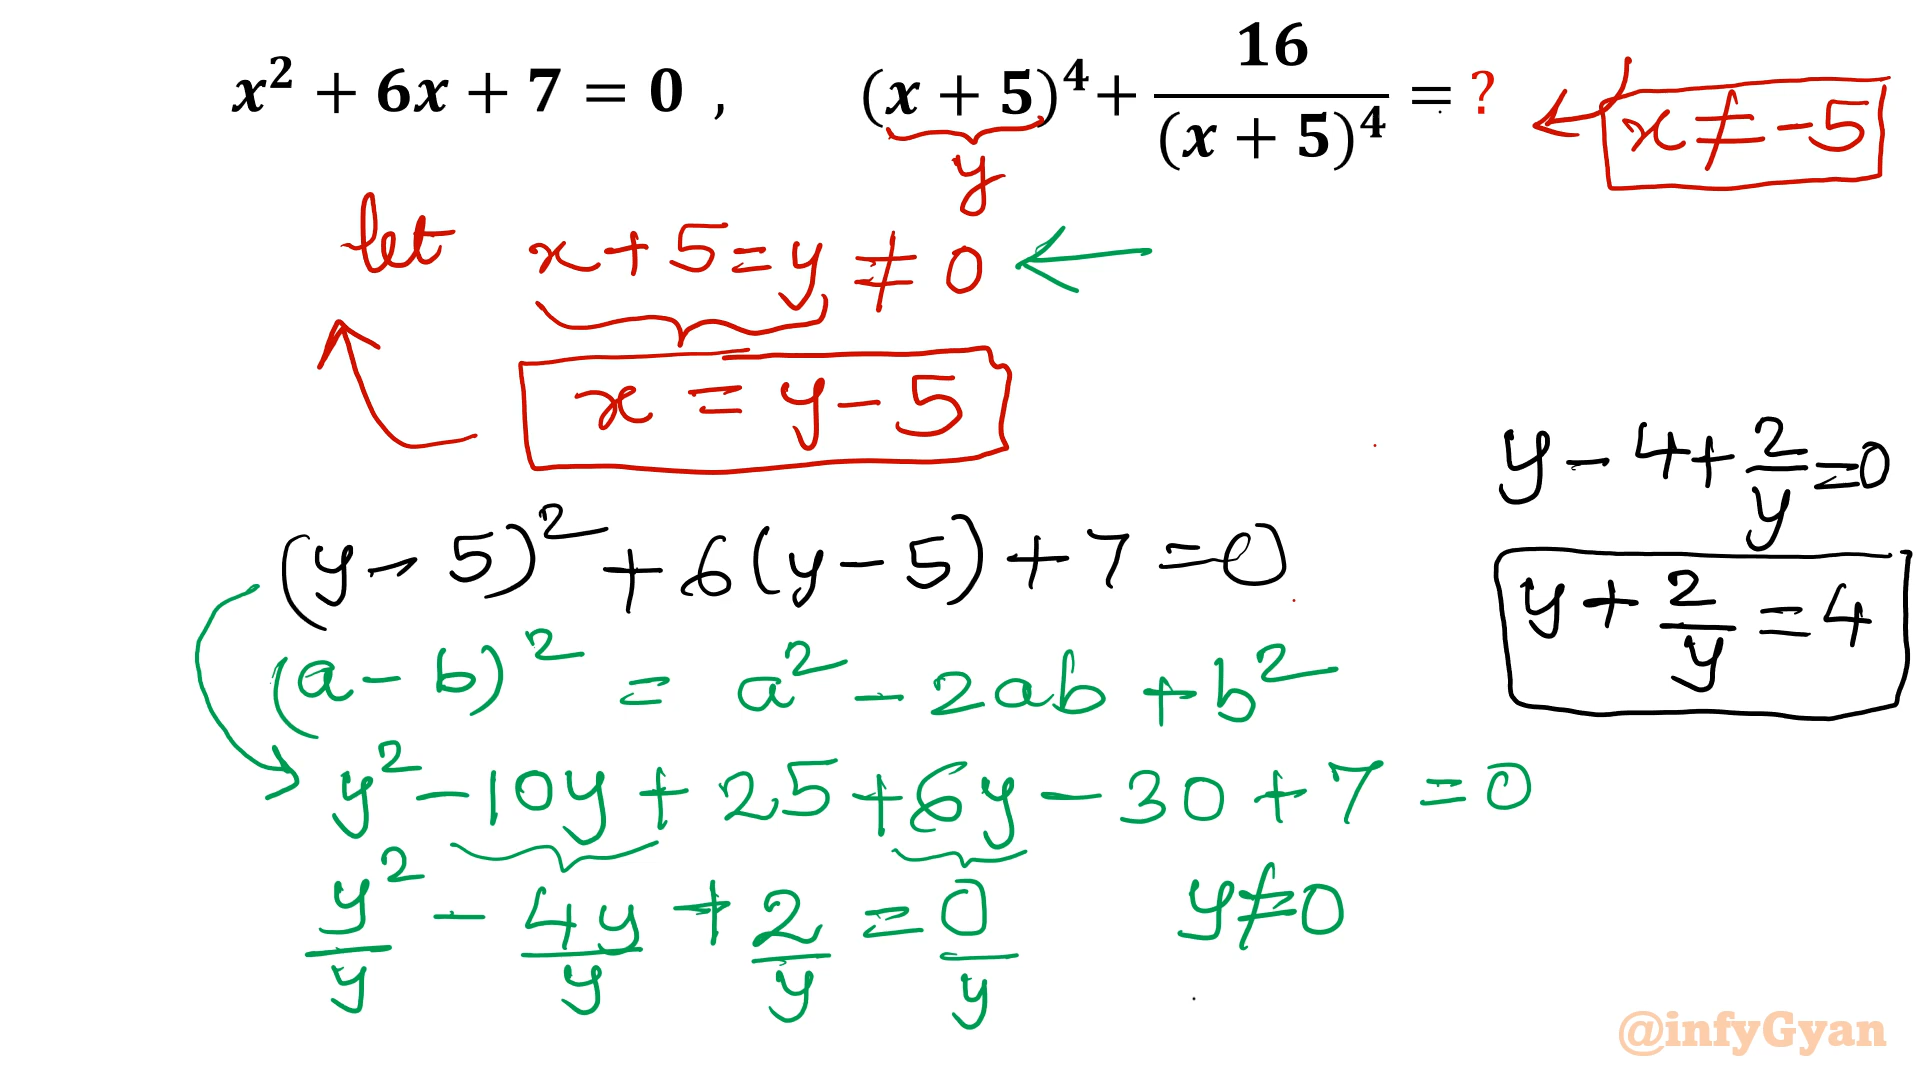 x² + 6x + 7 = 0 , (x + 5)⁴ + 16/(x + 5)⁴ = ?
x ≠ -5
y
let x + 5 = y ≠ 0
x = y - 5
(y - 5)² + 6(y - 5) + 7 = 0
(a - b)² = a² - 2ab + b²
y² - 10y + 25 + 6y - 30 + 7 = 0
y²/y - 4y/y + 2/y = 0/y y ≠ 0
y - 4 + 2/y = 0
y + 2/y = 4
@infyGyan